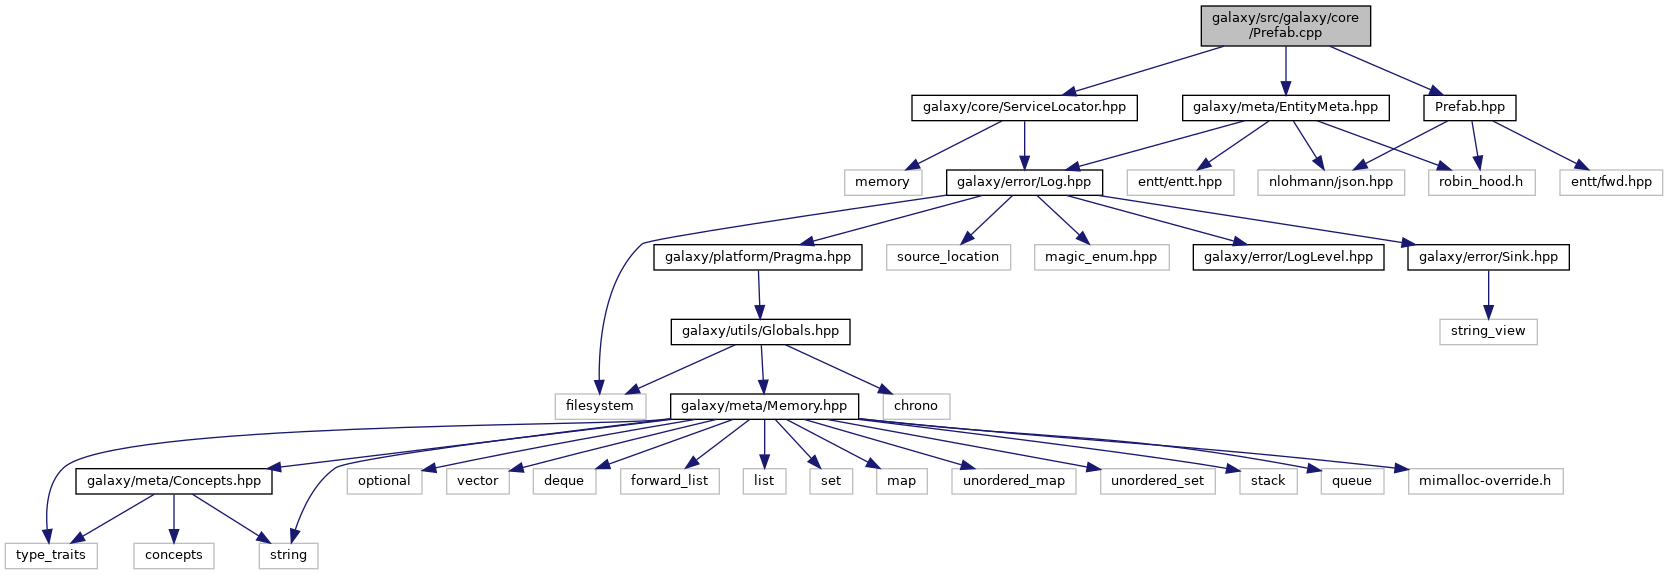 galaxy/src/galaxy/core
/Prefab.cpp
galaxy/core/ServiceLocator.hpp
galaxy/meta/EntityMeta.hpp
Prefab.hpp
memory
galaxy/error/Log.hpp
entt/entt.hpp
nlohmann/json.hpp
robin_hood.h
entt/fwd.hpp
galaxy/platform/Pragma.hpp
source_location
magic_enum.hpp
galaxy/error/LogLevel.hpp
galaxy/error/Sink.hpp
galaxy/utils/Globals.hpp
string_view
filesystem
galaxy/meta/Memory.hpp
chrono
galaxy/meta/Concepts.hpp
optional
vector
deque
forward_list
list
set
map
unordered_map
unordered_set
stack
queue
mimalloc-override.h
type_traits
concepts
string